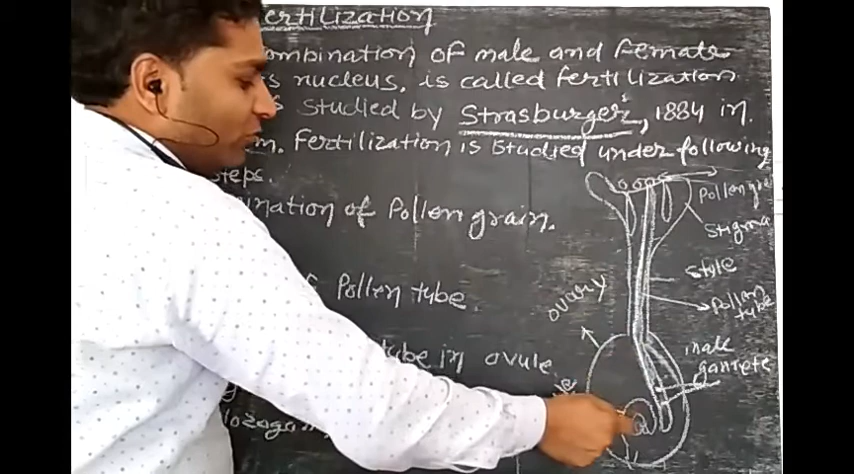 ertilization
ombination of male and female
s nucleus. is called fertilization
s studied by Strasburger, 1884 in.
m. Fertilization is studied under following
steps.
ination of Pollen grain.
Pollen tube.
tube in ovule
lozogam
Pollen gra
Stigma
style
Pollen tube
ovary
male
gamete